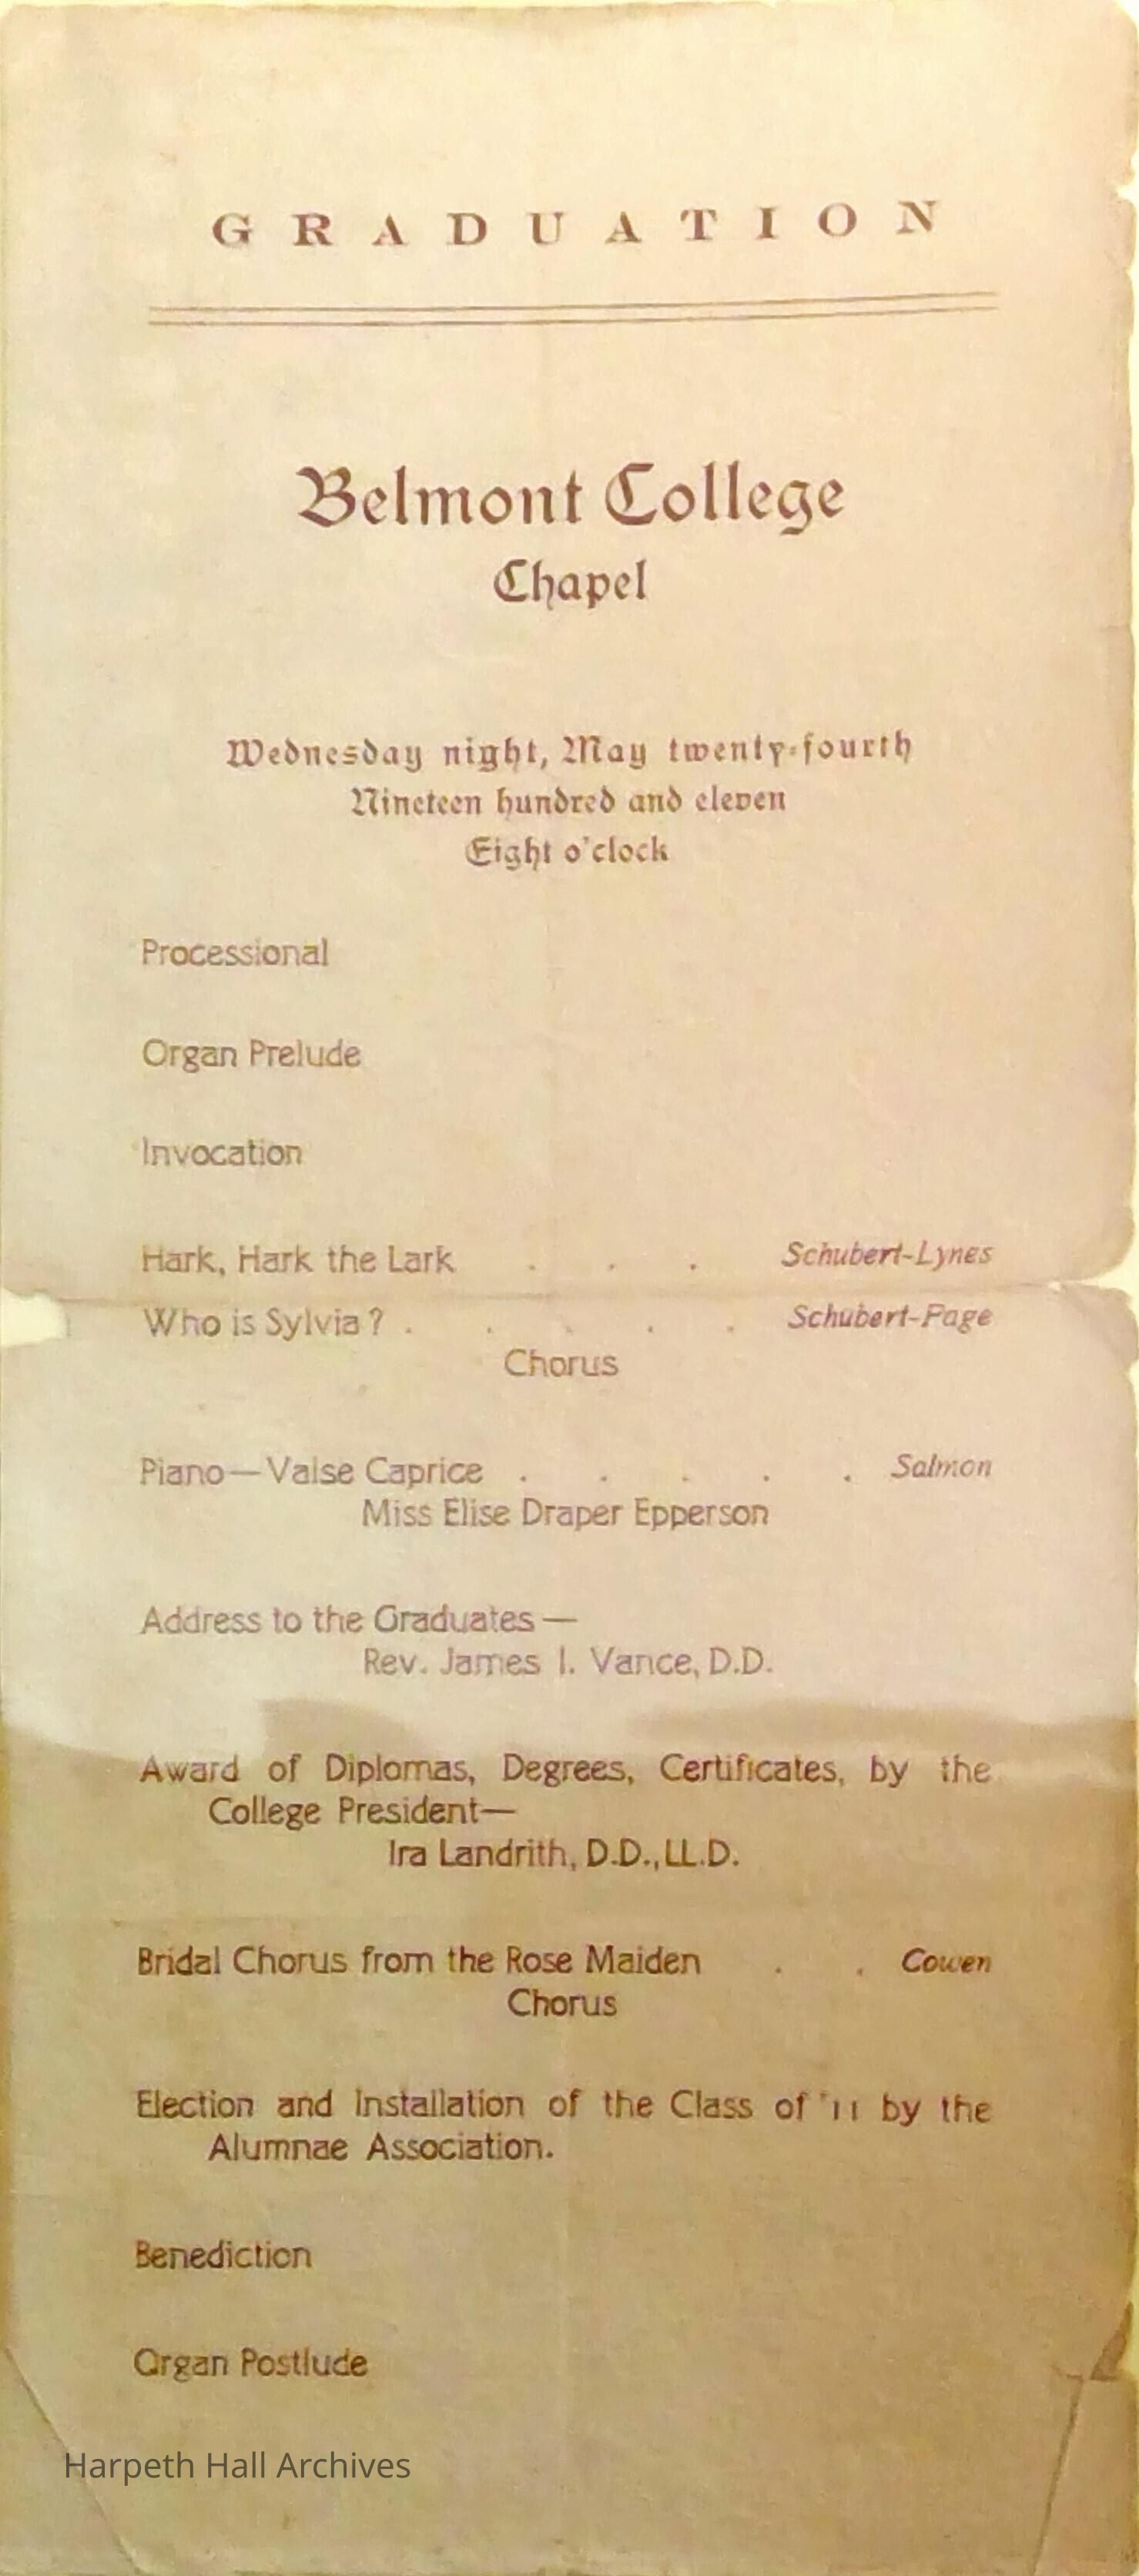 GRADUATION
Belmont College
Chapel
Wednesday night, May twenty-fourth
Nineteen hundred and eleven
Eight o'clock
Processional
Organ Prelude
Invocation
Hark, Hark the Lark . . . Schubert-Lynes
Who is Sylvia? . . . . . Schubert-Page
Chorus
Piano—Valse Caprice . . . . . Salmon
Miss Elise Draper Epperson
Address to the Graduates—
Rev. James I. Vance, D.D.
Award of Diplomas, Degrees, Certificates, by the
College President—
Ira Landrith, D.D., LL.D.
Bridal Chorus from the Rose Maiden . . Cowen
Chorus
Election and Installation of the Class of '11 by the
Alumnae Association.
Benediction
Organ Postlude
Harpeth Hall Archives